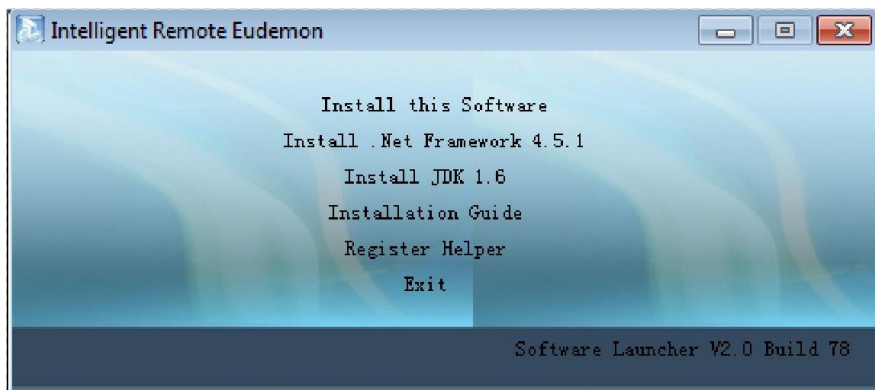 Intelligent Remote Eudemon
Install this Software
Install .Net Framework 4.5.1
Install JDK 1.6
Installation Guide
Register Helper
Exit
Software Launcher V2.0 Build 78